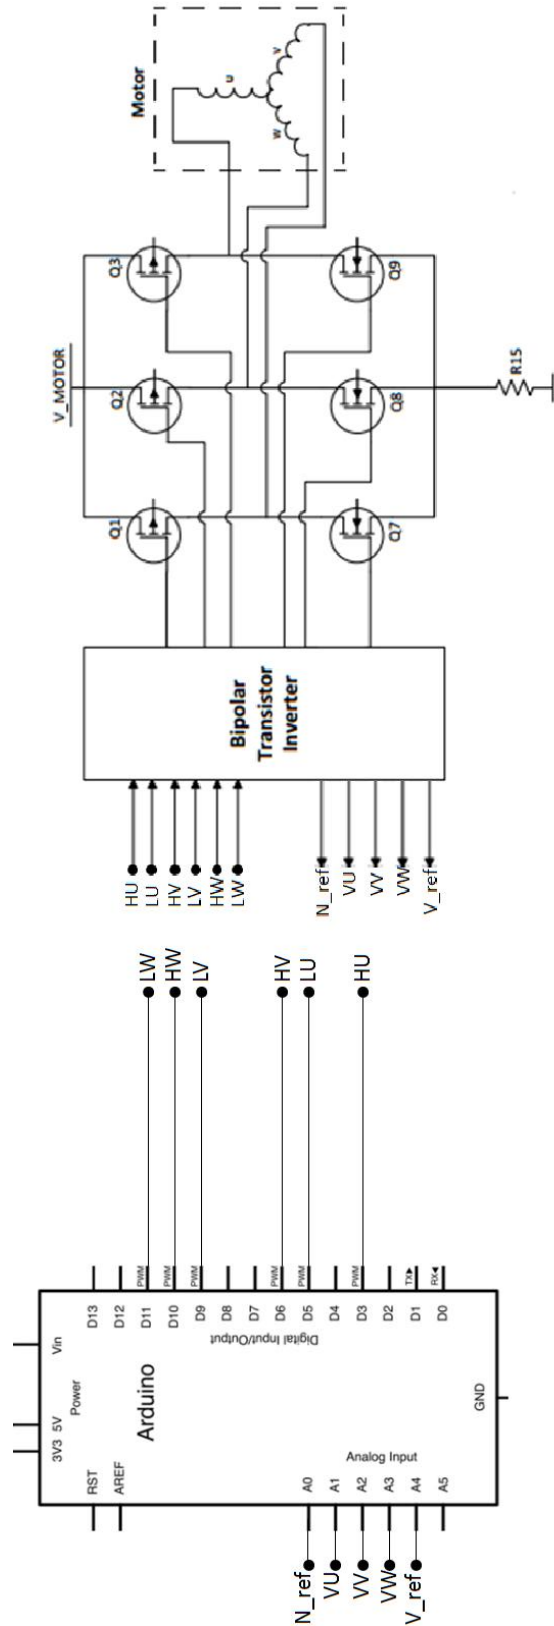 Motor
U
V
W
V_MOTOR
Q1
Q2
Q3
Q7
Q8
Q9
R15
Bipolar
Transistor
Inverter
HU
LU
HV
LV
HW
LW
N_ref
VU
VV
VW
V_ref
LW
HW
LV
HV
LU
HU
Arduino
3V3
5V
Vin
Power
RST
AREF
D13
D12
PWM D11
PWM D10
PWM D9
D8
D7
PWM D6
PWM D5
D4
PWM D3
D2
TX D1
RX D0
Digital Input/Output
Analog Input
A0
A1
A2
A3
A4
A5
GND
N_ref
VU
VV
VW
V_ref